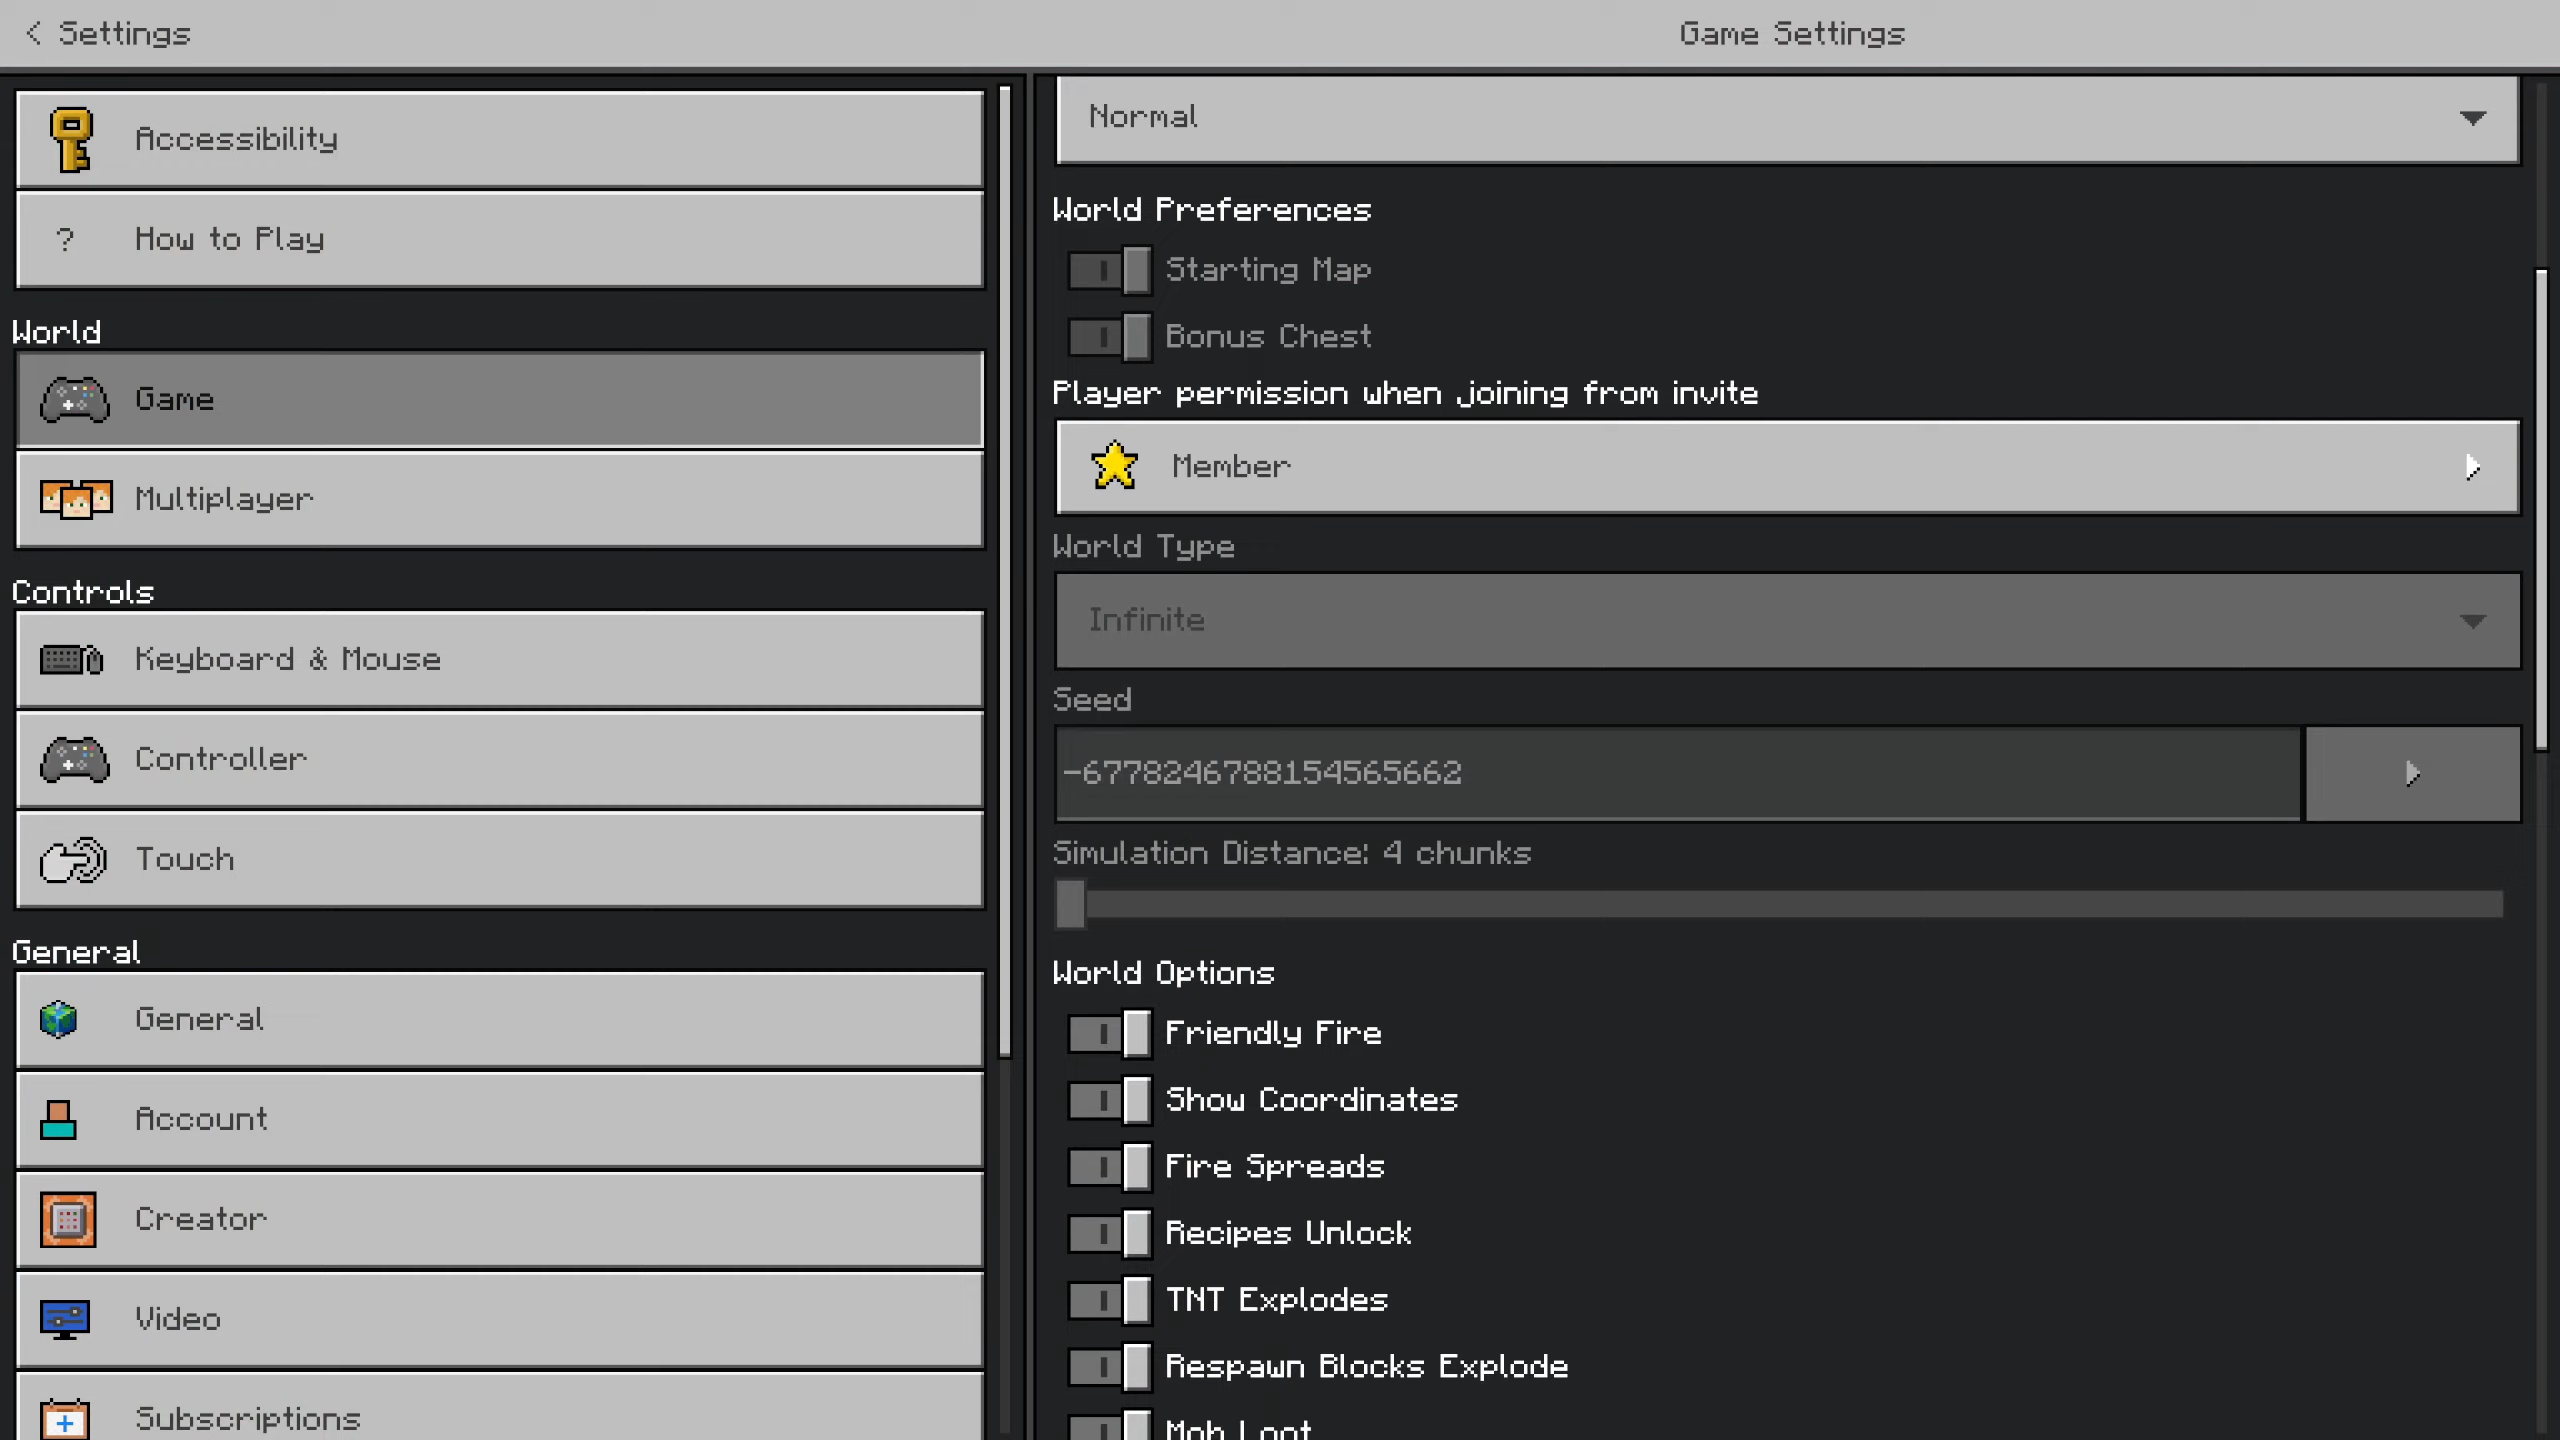 < Settings
Game Settings
Accessibility
? How to Play
World
Game
Multiplayer
Controls
Keyboard & Mouse
Controller
Touch
General
General
Account
Creator
Video
Subscriptions
Normal
World Preferences
Starting Map
Bonus Chest
Player permission when joining from invite
Member
World Type
Infinite
Seed
-6778246788154565662
Simulation Distance: 4 chunks
World Options
Friendly Fire
Show Coordinates
Fire Spreads
Recipes Unlock
TNT Explodes
Respawn Blocks Explode
Mob Loot